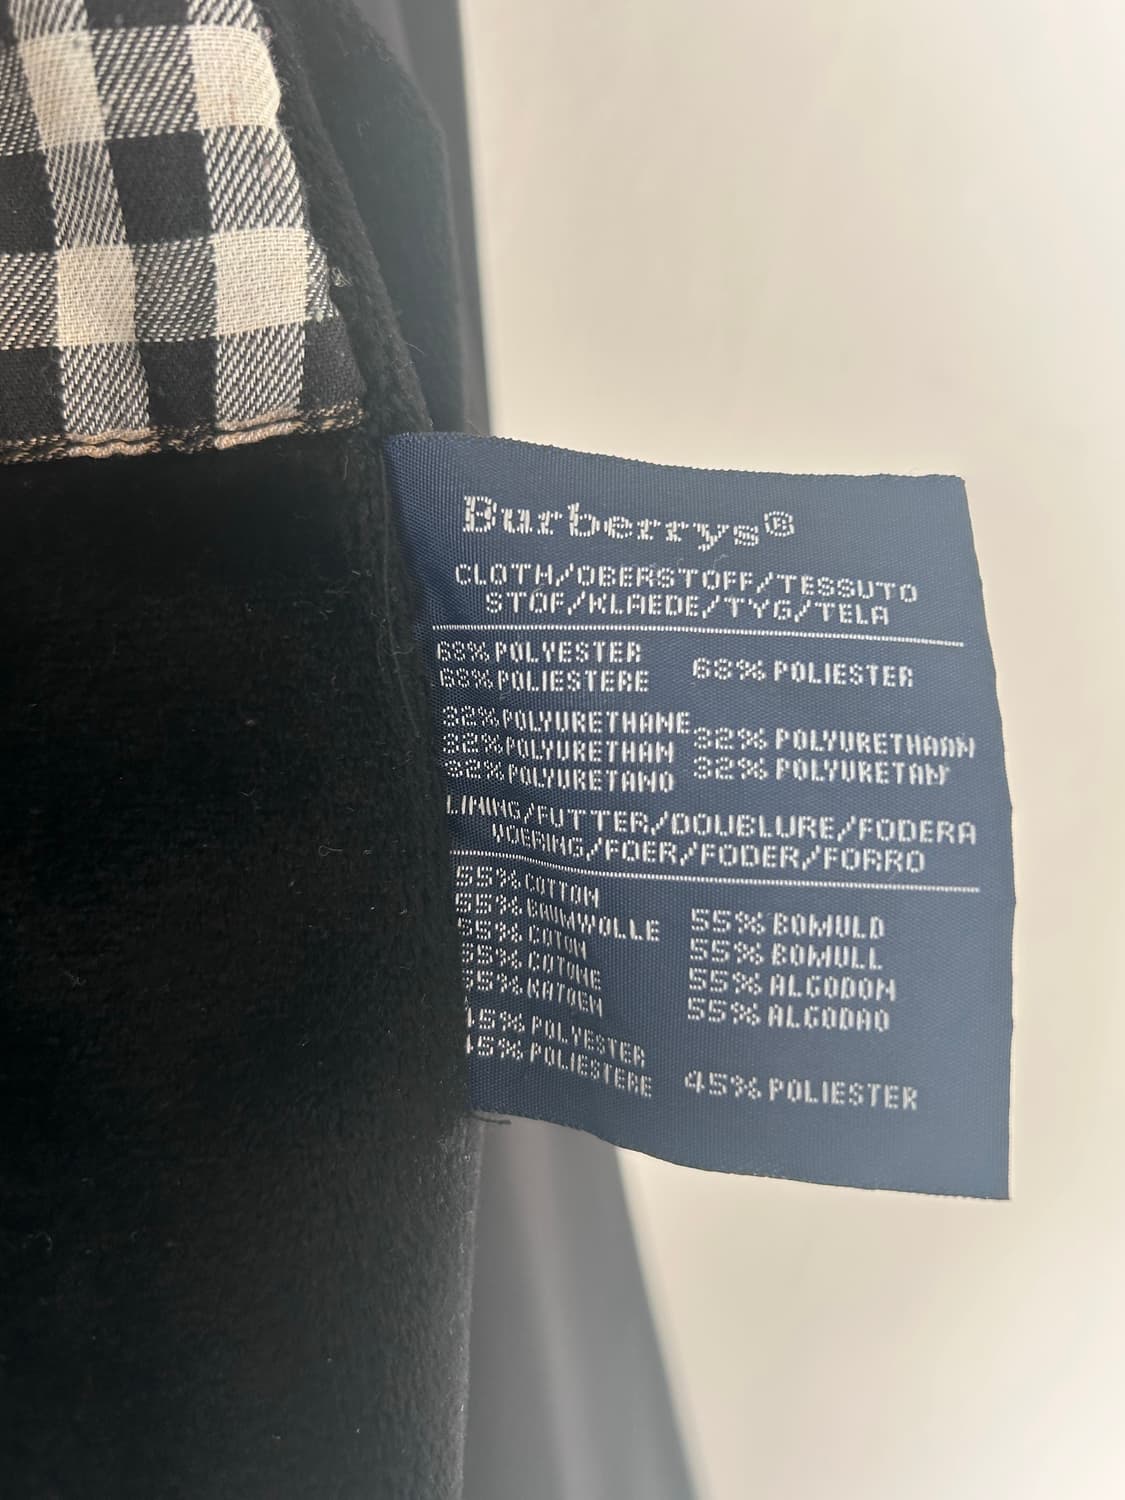 Burberrys®
CLOTH/OBERSTOFF/TESSUTO
STOF/KLAEDE/TYG/TELA
68% POLYESTER
68% POLIESTERE
68% POLIESTER
32% POLYURETHANE
32% POLYURETHAN
32% POLYURETANO
32% POLYURETHAAN
32% POLYURETAN
LINING/FUTTER/DOUBLURE/FODERA
VOERING/FOER/FODER/FORRO
55% COTTON
55% BAUMWOLLE
55% COTON
55% COTONE
55% KATOEN
55% BOMULD
55% BOMULL
55% ALGODON
55% ALGODAO
45% POLYESTER
45% POLIESTERE
45% POLIESTER